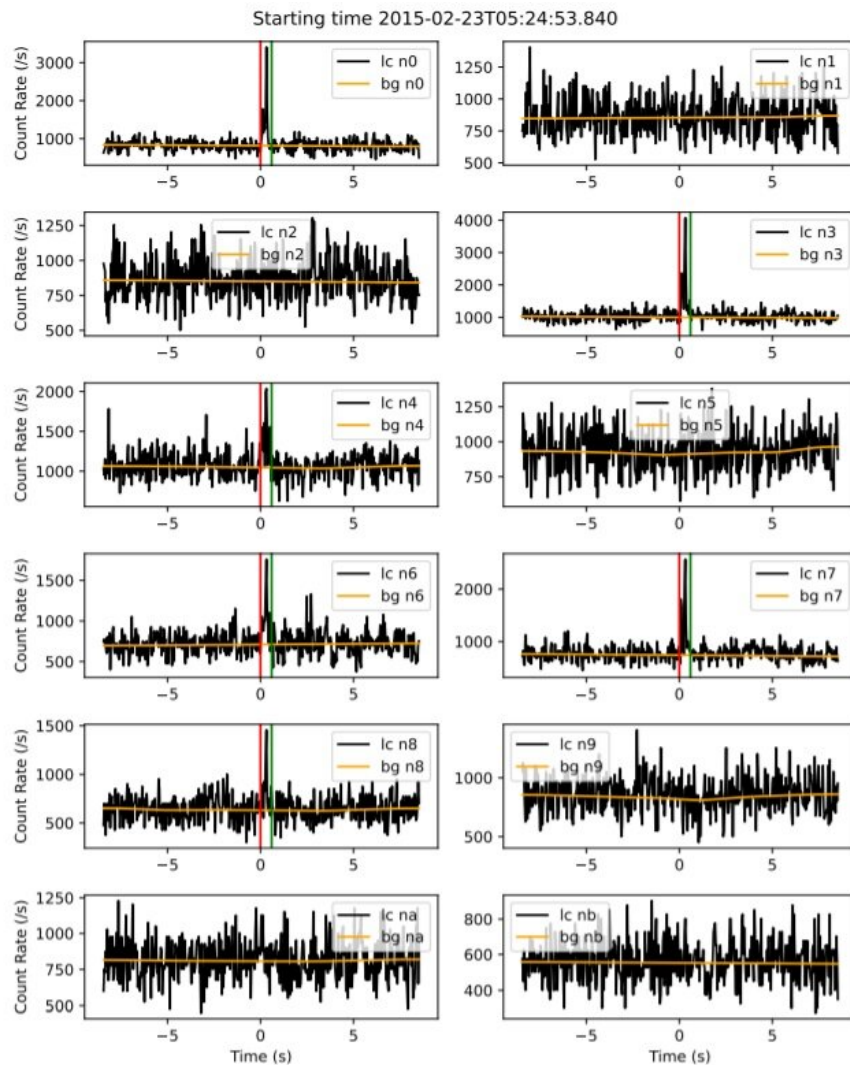 Starting time 2015-02-23T05:24:53.840
Count Rate (/s)
3000
2000
1000
lc n0
bg n0
−5 0 5
1250
1000
750
500
lc n1
bg n1
−5 0 5
Count Rate (/s)
1250
1000
750
500
lc n2
bg n2
−5 0 5
4000
3000
2000
1000
lc n3
bg n3
−5 0 5
Count Rate (/s)
2000
1500
1000
lc n4
bg n4
−5 0 5
1250
1000
750
lc n5
bg n5
−5 0 5
Count Rate (/s)
1500
1000
500
lc n6
bg n6
−5 0 5
2000
1000
lc n7
bg n7
−5 0 5
Count Rate (/s)
1500
1000
500
lc n8
bg n8
−5 0 5
1000
500
lc n9
bg n9
−5 0 5
Count Rate (/s)
1250
1000
750
500
lc na
bg na
−5 0 5
Time (s)
800
600
400
lc nb
bg nb
−5 0 5
Time (s)